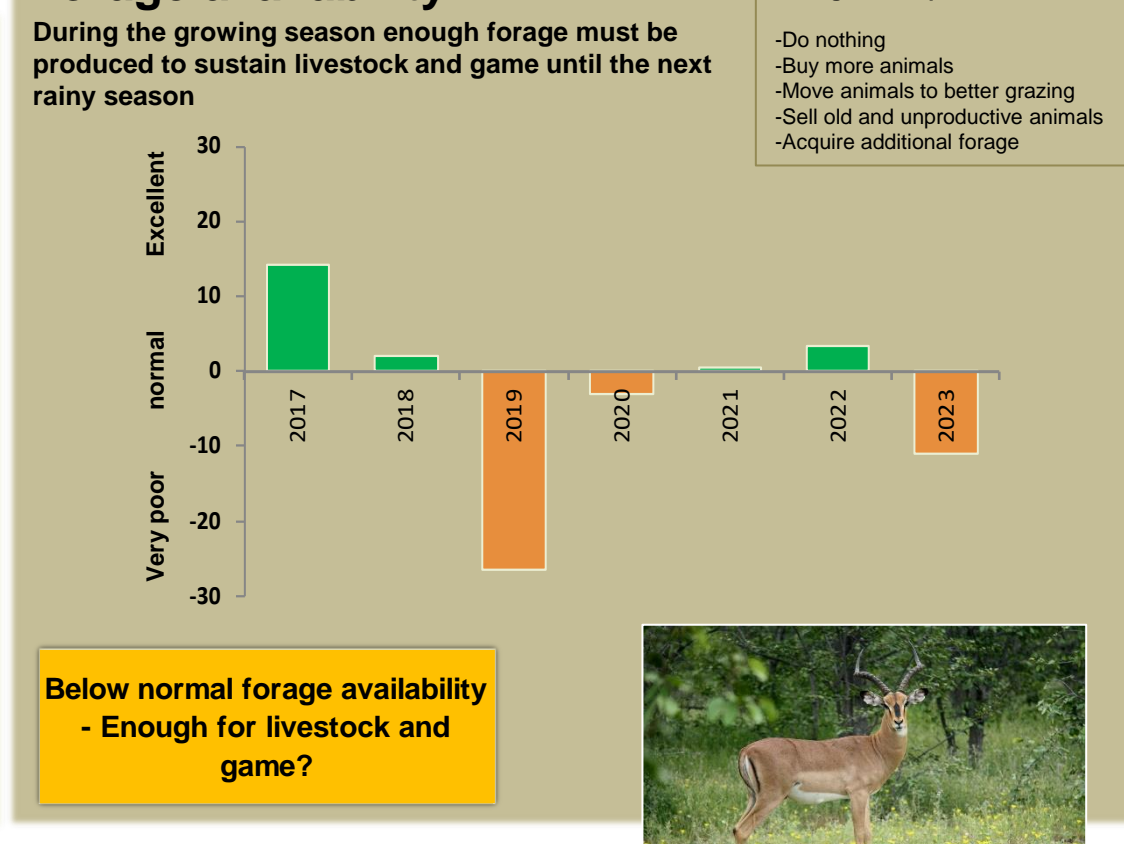 During the growing season enough forage must be
produced to sustain livestock and game until the next
rainy season
-Do nothing
-Buy more animals
-Move animals to better grazing
-Sell old and unproductive animals
-Acquire additional forage
Excellent
normal
Very poor
30
20
10
0
-10
-20
-30
2017
2018
2019
2020
2021
2022
2023
Below normal forage availability
- Enough for livestock and
game?